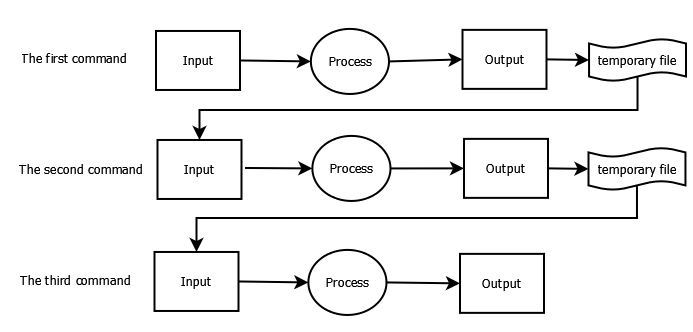 The first command
Input
Process
Output
temporary file
The second command
Input
Process
Output
temporary file
The third command
Input
Process
Output